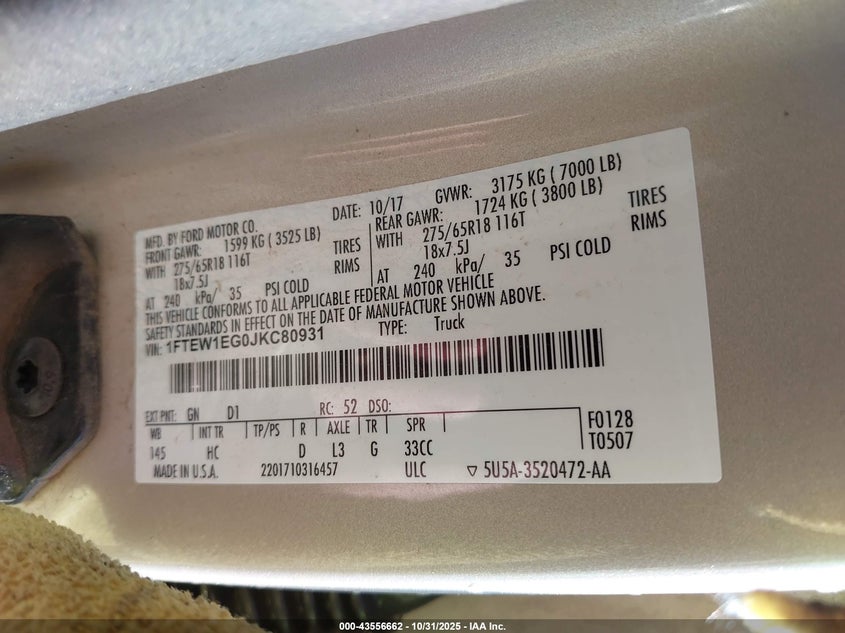 MFD. BY FORD MOTOR CO.
DATE: 10/17 GVWR: 3175 KG ( 7000 LB)
FRONT GAWR: 1599 KG ( 3525 LB)
REAR GAWR: 1724 KG ( 3800 LB)
WITH 275/65R18 116T TIRES
WITH 275/65R18 116T TIRES
18x7.5J RIMS
18x7.5J RIMS
AT 240 kPa/ 35 PSI COLD
AT 240 kPa/ 35 PSI COLD
THIS VEHICLE CONFORMS TO ALL APPLICABLE FEDERAL MOTOR VEHICLE
SAFETY STANDARDS IN EFFECT ON THE DATE OF MANUFACTURE SHOWN ABOVE.
VIN: 1FTEW1EG0JKC80931
TYPE: Truck
EXT PNT: GN D1 RC: 52 DSO:
WB INT TR TP/PS R AXLE TR SPR
145 HC D L3 G 33CC
F0128
T0507
MADE IN U.S.A. 2201710316457 ULC ▽ 5U5A-3520472-AA
000-43556662 - 10/31/2025 - IAA Inc.